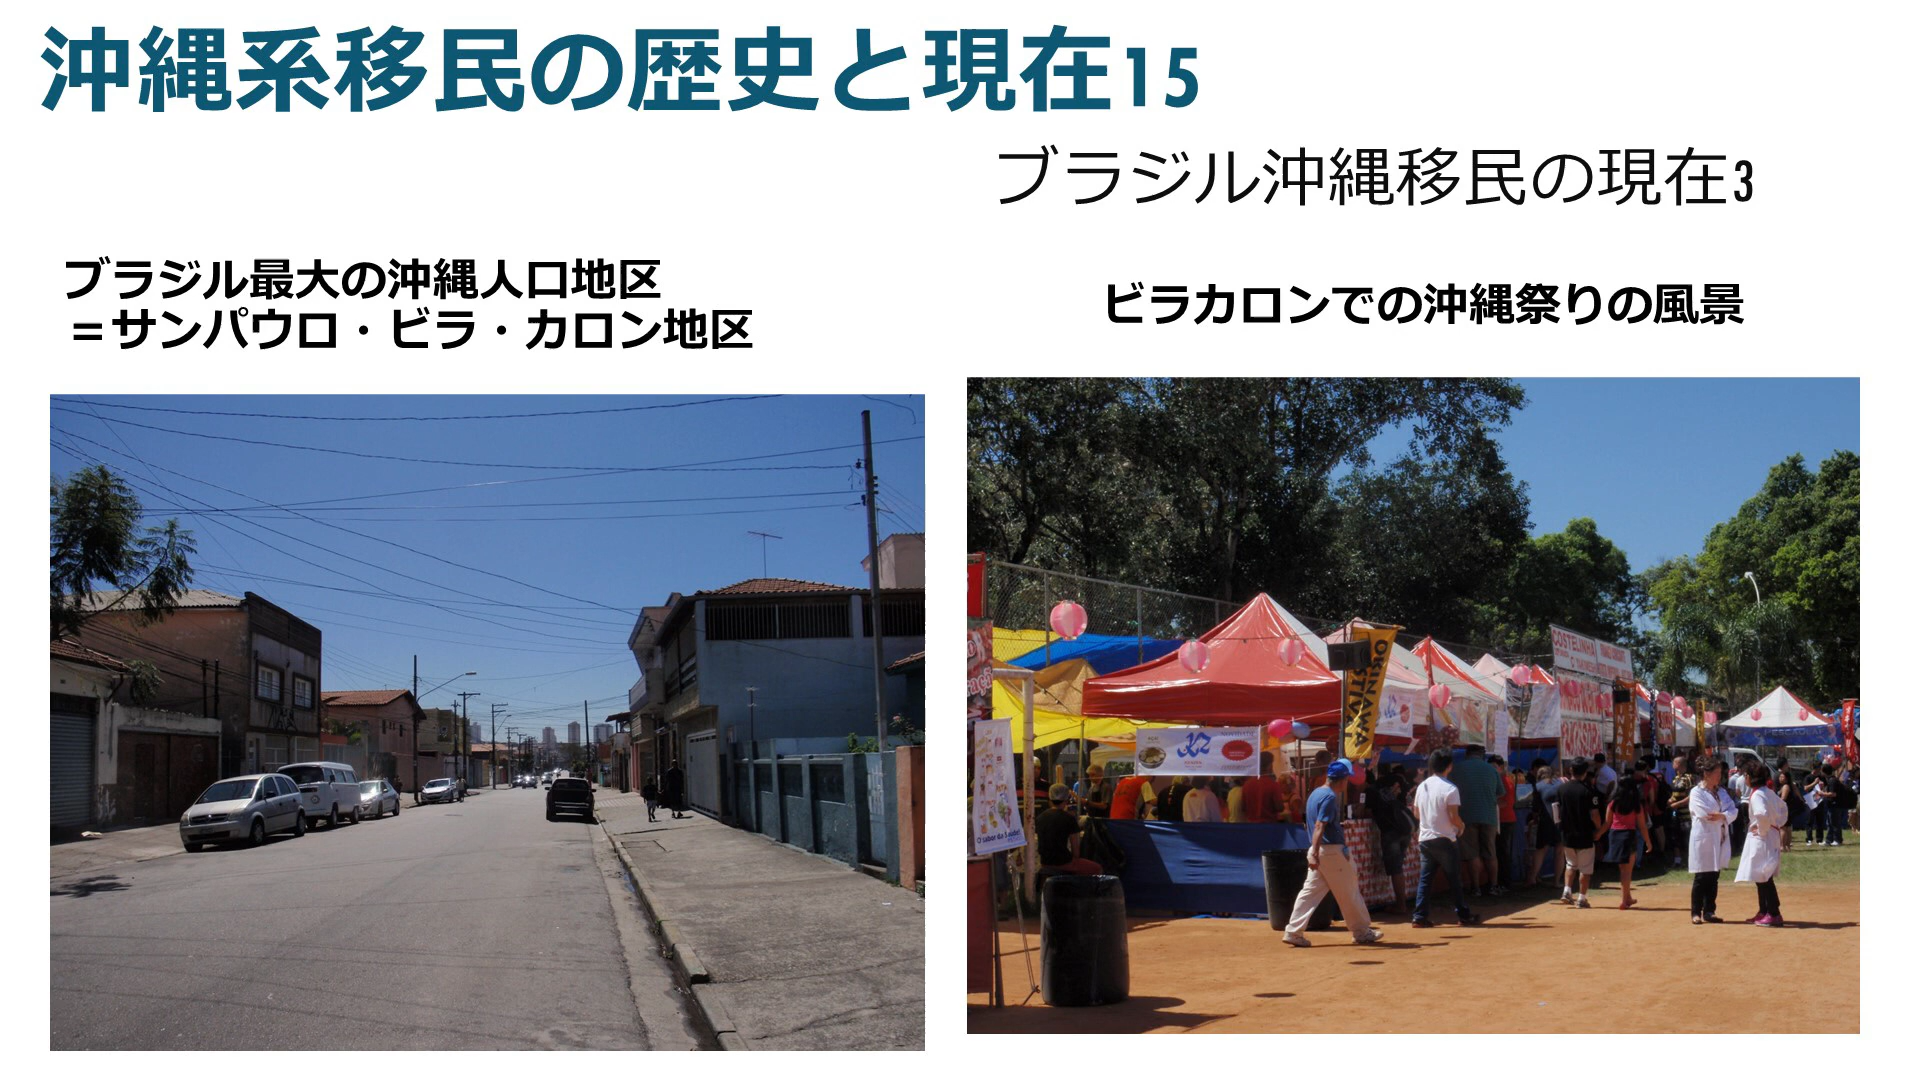 沖縄系移民の歴史と現在15
ブラジル沖縄移民の現在3
ブラジル最大の沖縄人口地区
＝サンパウロ・ビラ・カロン地区
ビラカロンでの沖縄祭りの風景
OKINAWA
FESTIVAL
COSTELINHA